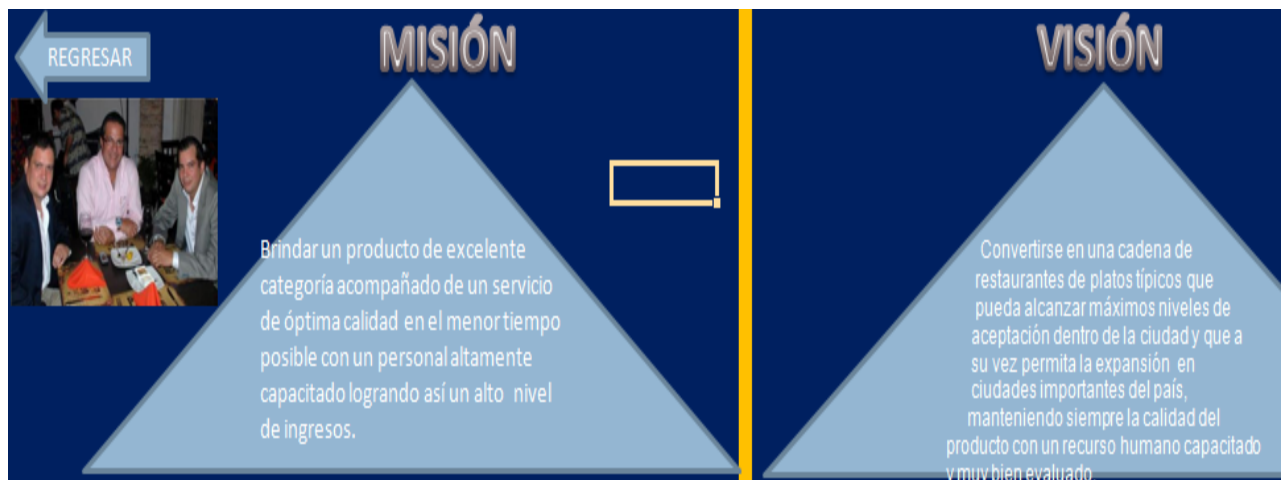 REGRESAR
MISIÓN
Brindar un producto de excelente
categoría acompañado de un servicio
de óptima calidad en el menor tiempo
posible con un personal altamente
capacitado logrando así un alto nivel
de ingresos.
VISIÓN
Convertirse en una cadena de
restaurantes de platos típicos que
pueda alcanzar máximos niveles de
aceptación dentro de la ciudad y que a
su vez permita la expansión en
ciudades importantes del país,
manteniendo siempre la calidad del
producto con un recurso humano capacitado
y muy bien evaluado.